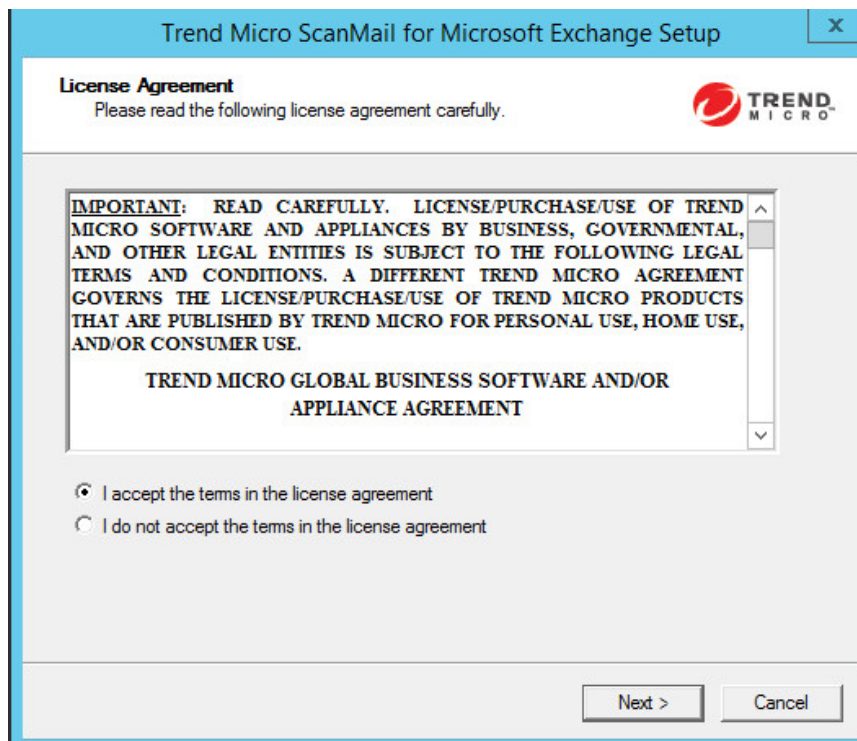 Trend Micro ScanMail for Microsoft Exchange Setup
x
License Agreement
Please read the following license agreement carefully.
TREND
MICRO
IMPORTANT: READ CAREFULLY. LICENSE/PURCHASE/USE OF TREND
MICRO SOFTWARE AND APPLIANCES BY BUSINESS, GOVERNMENTAL,
AND OTHER LEGAL ENTITIES IS SUBJECT TO THE FOLLOWING LEGAL
TERMS AND CONDITIONS. A DIFFERENT TREND MICRO AGREEMENT
GOVERNS THE LICENSE/PURCHASE/USE OF TREND MICRO PRODUCTS
THAT ARE PUBLISHED BY TREND MICRO FOR PERSONAL USE, HOME USE,
AND/OR CONSUMER USE.
TREND MICRO GLOBAL BUSINESS SOFTWARE AND/OR
APPLIANCE AGREEMENT
I accept the terms in the license agreement
I do not accept the terms in the license agreement
Next >
Cancel